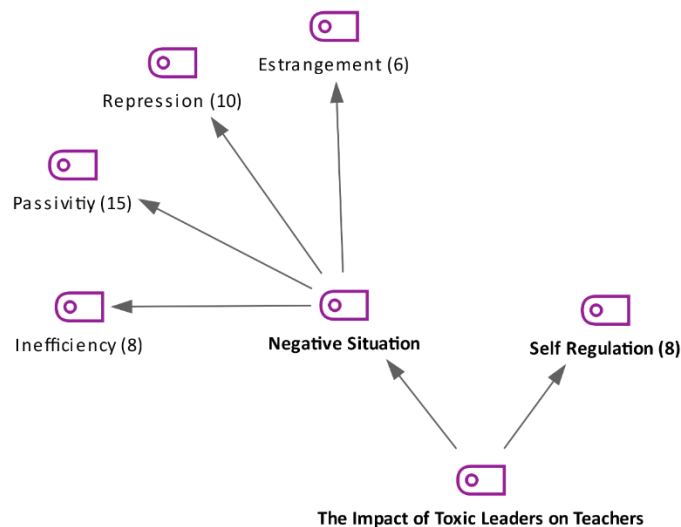 Estrangement (6)
Repression (10)
Passivity (15)
Inefficiency (8)
Negative Situation
Self Regulation (8)
The Impact of Toxic Leaders on Teachers